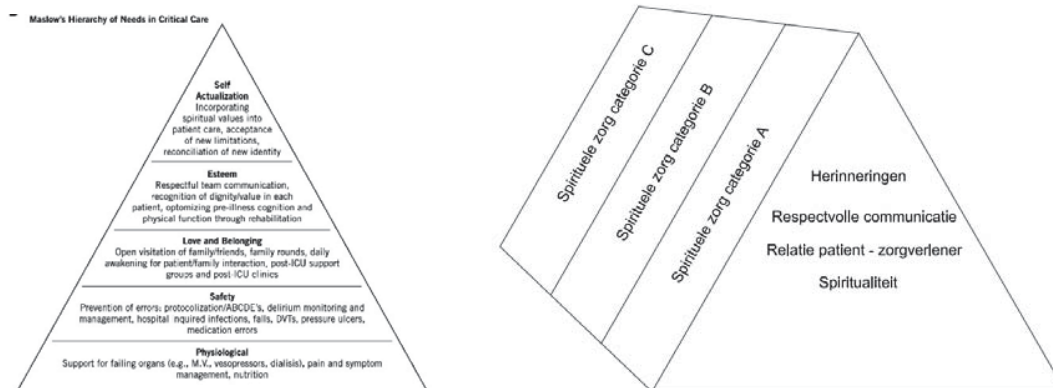 Maslow's Hierarchy of Needs in Critical Care
Self
Actualization
Incorporating
spiritual values into
patient care, acceptance
of new limitations,
reconciliation of new identity
Esteem
Respectful team communication,
recognition of dignity/value in each
patient, optomizing pre-illness cognition and
physical function through rehabilitation
Love and Belonging
Open visitation of family/friends, family rounds, daily
awakening for patient/family interaction, post-ICU support
groups and post-ICU clinics
Safety
Prevention of errors: protocolization/ABCDE's, delirium monitoring and
management, hospital inquired infections, falls, DVTs, pressure ulcers,
medication errors
Physiological
Support for failing organs (e.g., M.V., vesopressors, dialisis), pain and symptom
management, nutrition
Spirituele zorg categorie C
Spirituele zorg categorie B
Spirituele zorg categorie A
Herinneringen
Respectvolle communicatie
Relatie patient - zorgverlener
Spiritualiteit